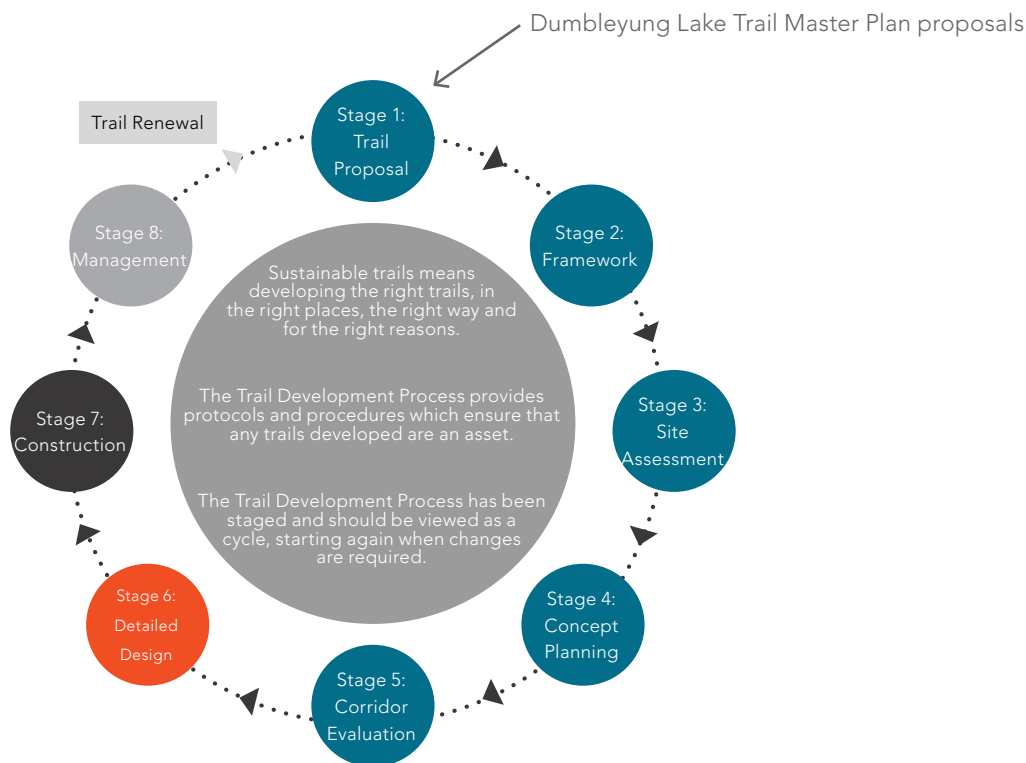 Dumbleyung Lake Trail Master Plan proposals
Trail Renewal
Stage 1:
Trail
Proposal
Stage 2:
Framework
Stage 3:
Site
Assessment
Stage 4:
Concept
Planning
Stage 5:
Corridor
Evaluation
Stage 6:
Detailed
Design
Stage 7:
Construction
Stage 8:
Management
Sustainable trails means
developing the right trails, in
the right places, the right way and
for the right reasons.
The Trail Development Process provides
protocols and procedures which ensure that
any trails developed are an asset.
The Trail Development Process has been
staged and should be viewed as a
cycle, starting again when changes
are required.